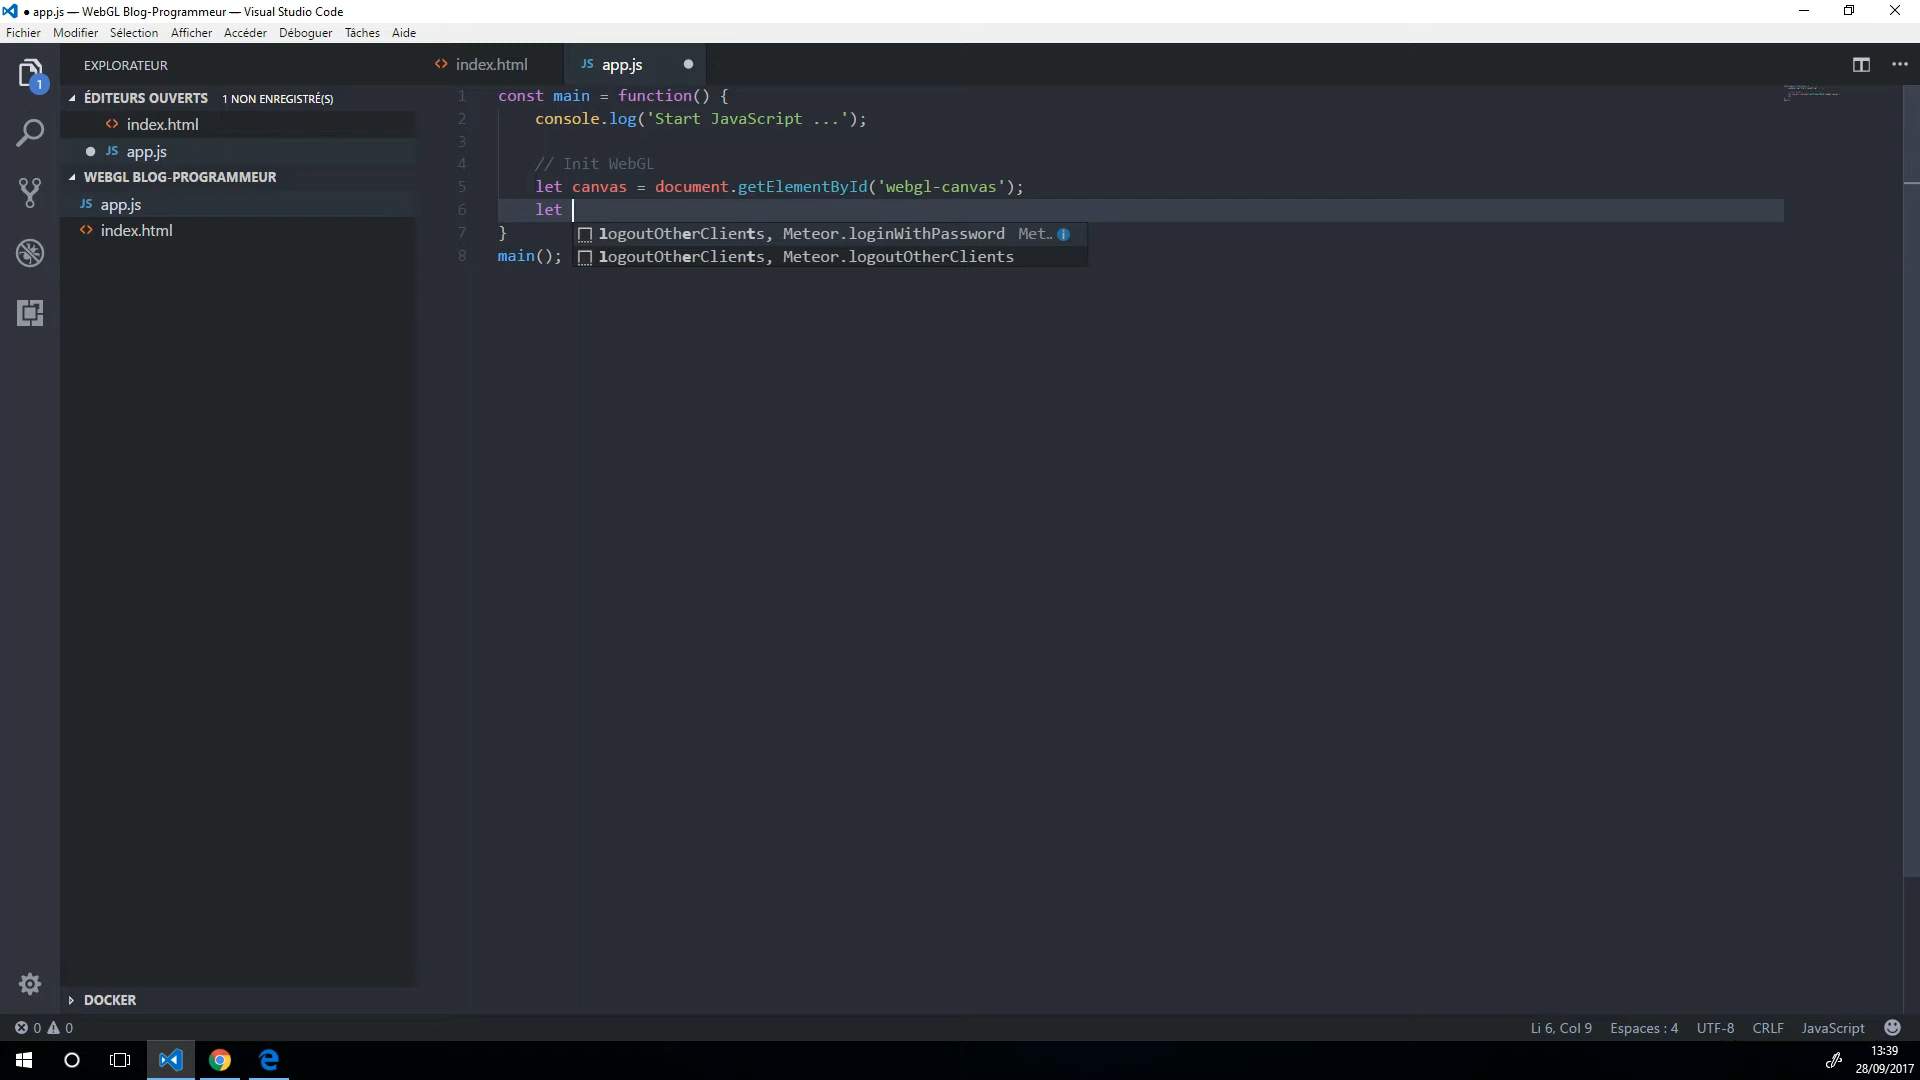 ● app.js — WebGL Blog-Programmeur — Visual Studio Code
Fichier Modifier Sélection Afficher Accéder Déboguer Tâches Aide
EXPLORATEUR
1
ÉDITEURS OUVERTS 1 NON ENREGISTRÉ(S)
<> index.html
● JS app.js
WEBGL BLOG-PROGRAMMEUR
JS app.js
<> index.html
DOCKER
<> index.html JS app.js ●
1 const main = function() {
2 console.log('Start JavaScript ...');
3
4 // Init WebGL
5 let canvas = document.getElementById('webgl-canvas');
6 let
7 }
8 main();
logoutOtherClients, Meteor.loginWithPassword Met..
logoutOtherClients, Meteor.logoutOtherClients
0 0 Li 6, Col 9 Espaces : 4 UTF-8 CRLF JavaScript
13:39
28/09/2017